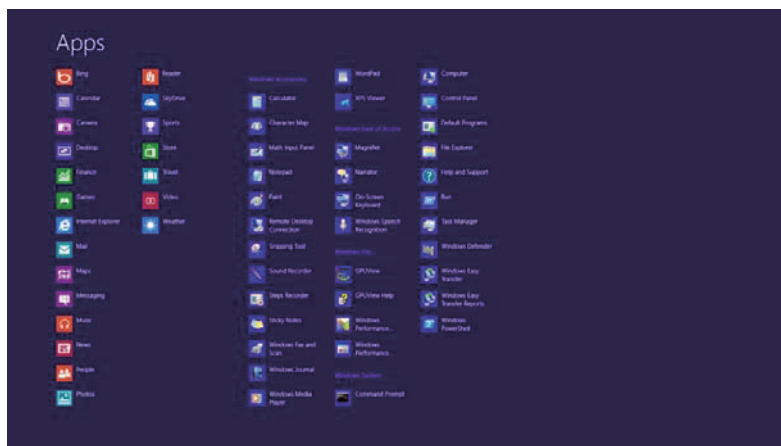 Apps
Bing
Calendar
Camera
Desktop
Finance
Games
Internet Explorer
Mail
Maps
Messaging
Music
News
People
Photos
Reader
SkyDrive
Sports
Store
Travel
Video
Weather
Windows Accessories
Calculator
Character Map
Math Input Panel
Notepad
Paint
Remote Desktop
Connection
Snipping Tool
Sound Recorder
Steps Recorder
Sticky Notes
Windows Fax and
Scan
Windows Journal
Windows Media
Player
WordPad
XPS Viewer
Windows Ease of Access
Magnifier
Narrator
On-Screen
Keyboard
Windows Speech
Recognition
Windows Kits...
GPUView
GPUView Help
Windows
Performance...
Windows
Performance...
Windows System
Command Prompt
Computer
Control Panel
Default Programs
File Explorer
Help and Support
Run
Task Manager
Windows Defender
Windows Easy
Transfer
Windows Easy
Transfer Reports
Windows
PowerShell